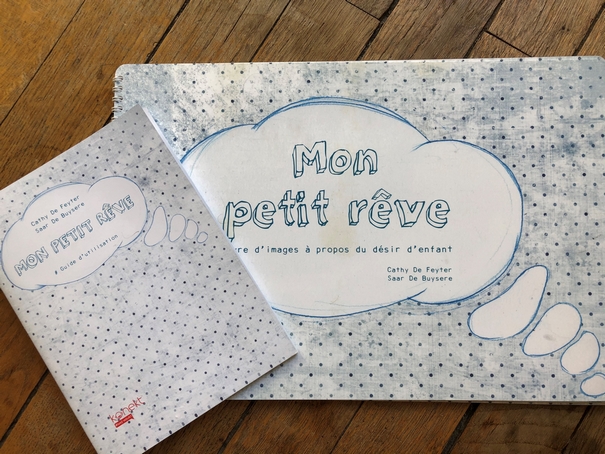 Mon
petit rêve
d'images à propos du désir d'enfant
Cathy De Feyter
Saar De Buysere
Cathy De Feyter
Saar De Buysere
MON PETIT RÊVE
# Guide d'utilisation
Konekt